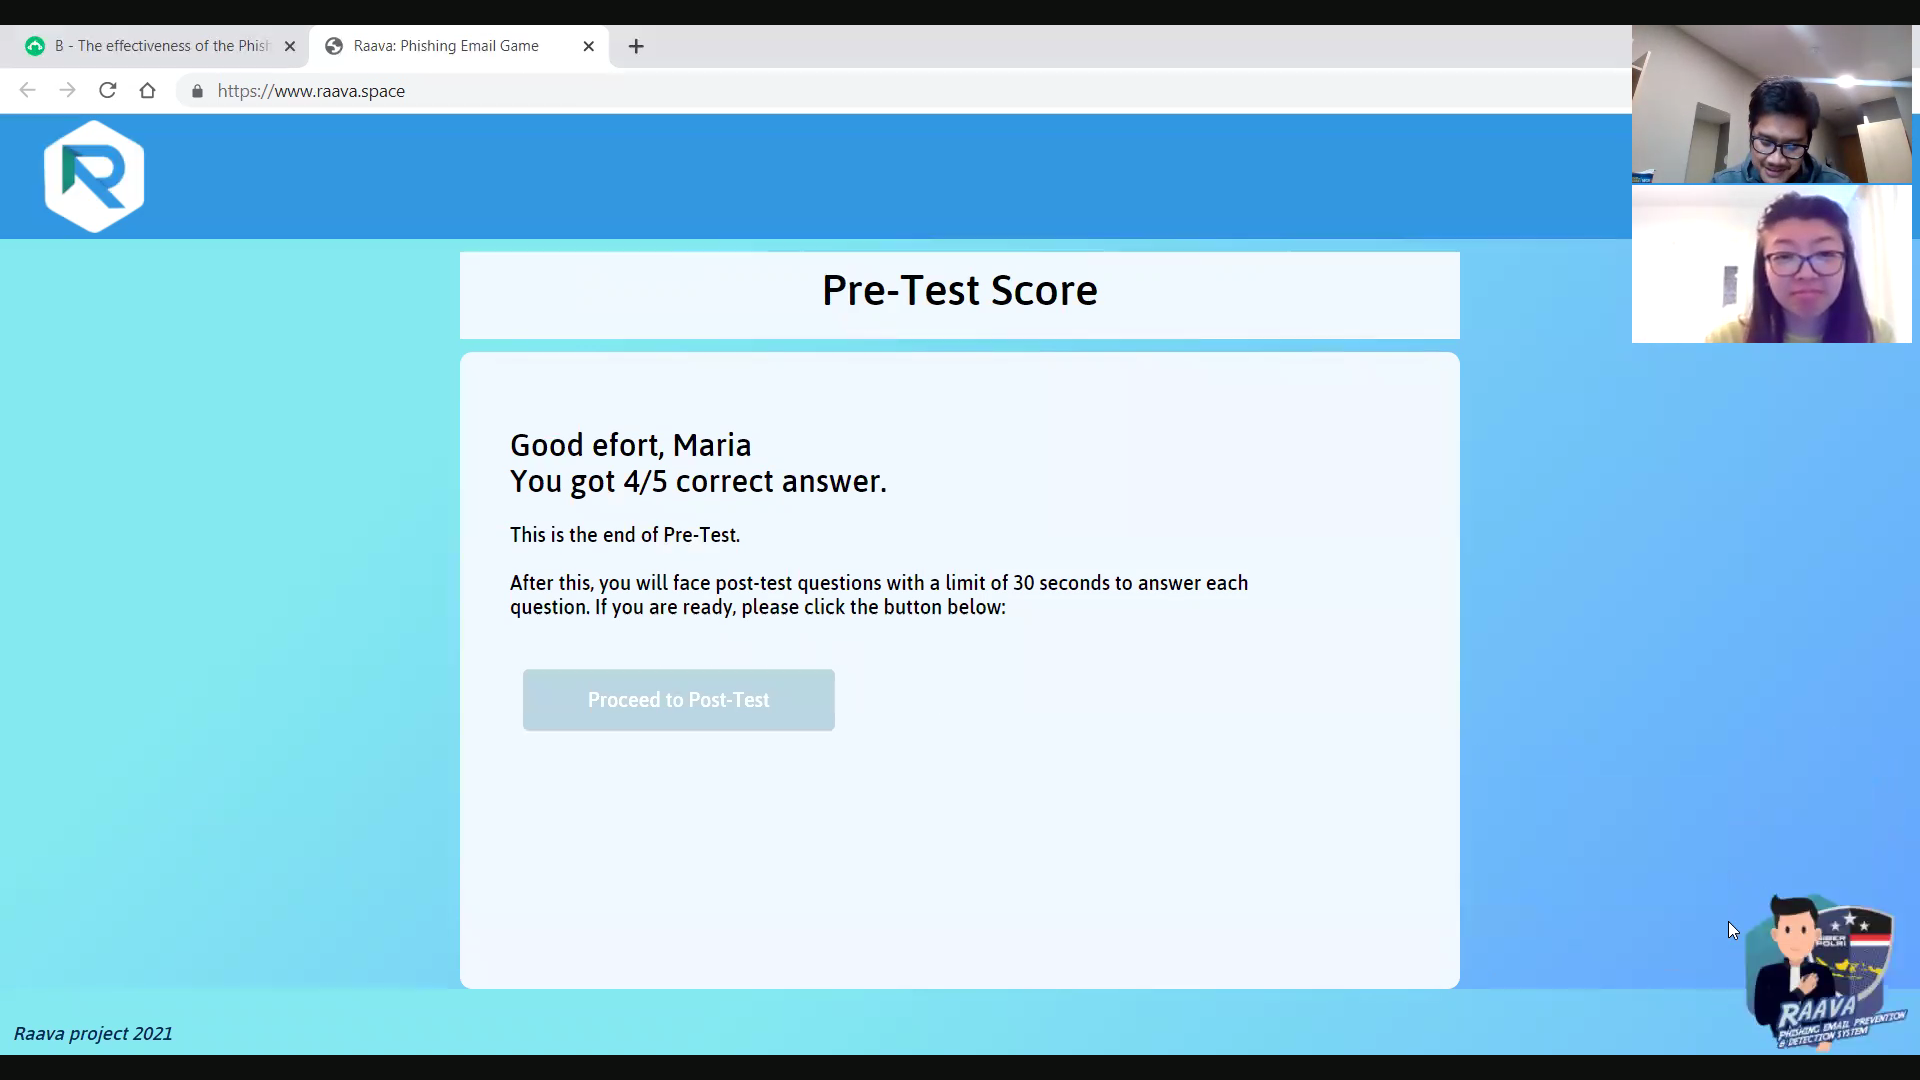 B - The effectiveness of the Phish
Raava: Phishing Email Game
https://www.raava.space
Pre-Test Score
Good efort, Maria
You got 4/5 correct answer.
This is the end of Pre-Test.
After this, you will face post-test questions with a limit of 30 seconds to answer each
question. If you are ready, please click the button below:
Proceed to Post-Test
SIBER
POLRI
RAAVA
PHISHING EMAIL PREVENTION
& DETECTION SYSTEM
Raava project 2021